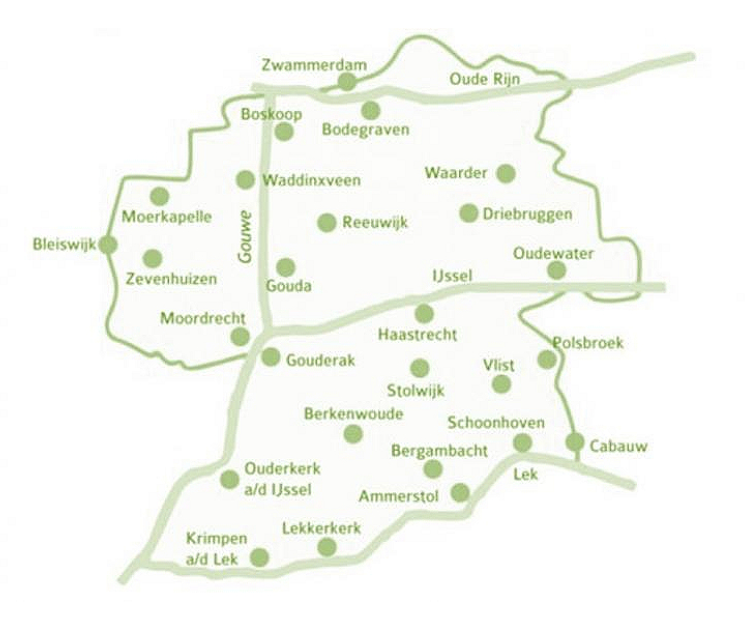 Zwammerdam
Oude Rijn
Boskoop
Bodegraven
Waarder
Waddinxveen
Moerkapelle
Reeuwijk
Driebruggen
Gouwe
Bleiswijk
Zevenhuizen
Oudewater
IJssel
Gouda
Moordrecht
Haastrecht
Polsbroek
Gouderak
Vlist
Stolwijk
Berkenwoude
Schoonhoven
Cabauw
Bergambacht
Lek
Ouderkerk
a/d IJssel
Ammerstol
Lekkerkerk
Krimpen
a/d Lek